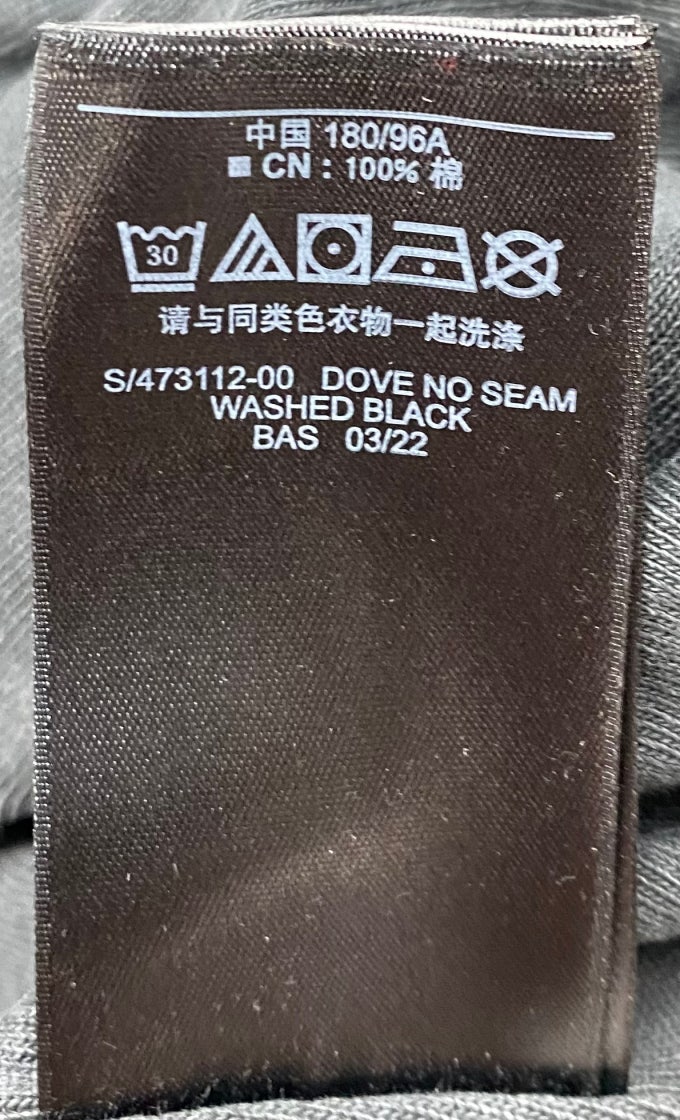 中国 180/96A
CN : 100% 棉
30
请与同类色衣物一起洗涤
S/473112-00 DOVE NO SEAM
WASHED BLACK
BAS 03/22